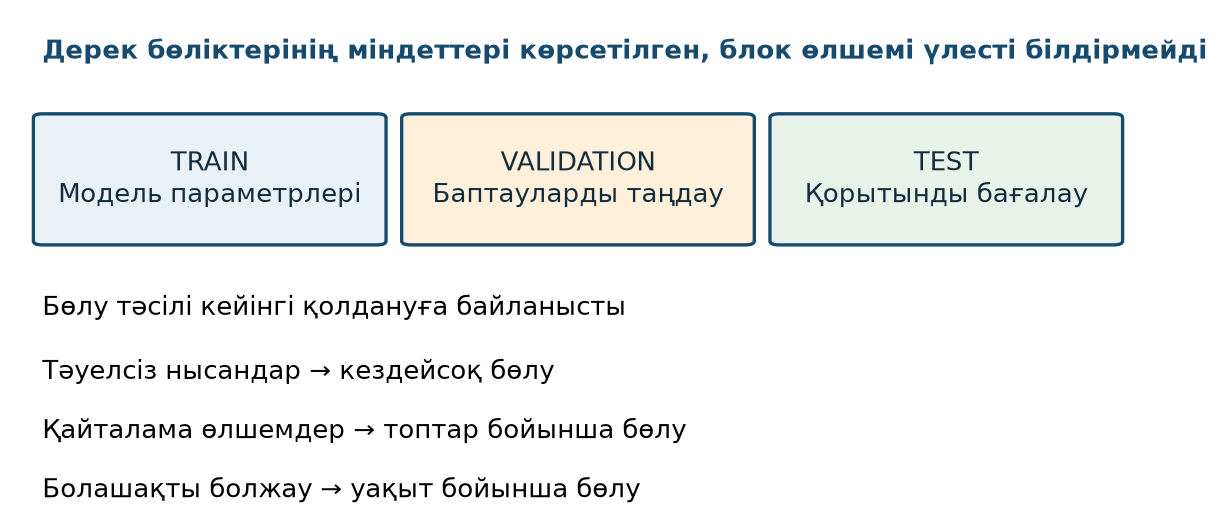 Дерек бөліктерінің міндеттері көрсетілген, блок өлшемі үлесті білдірмейді
TRAIN
Модель параметрлері
VALIDATION
Баптауларды таңдау
TEST
Қорытынды бағалау
Бөлу тәсілі кейінгі қолдануға байланысты
Тәуелсіз нысандар → кездейсоқ бөлу
Қайталама өлшемдер → топтар бойынша бөлу
Болашақты болжау → уақыт бойынша бөлу